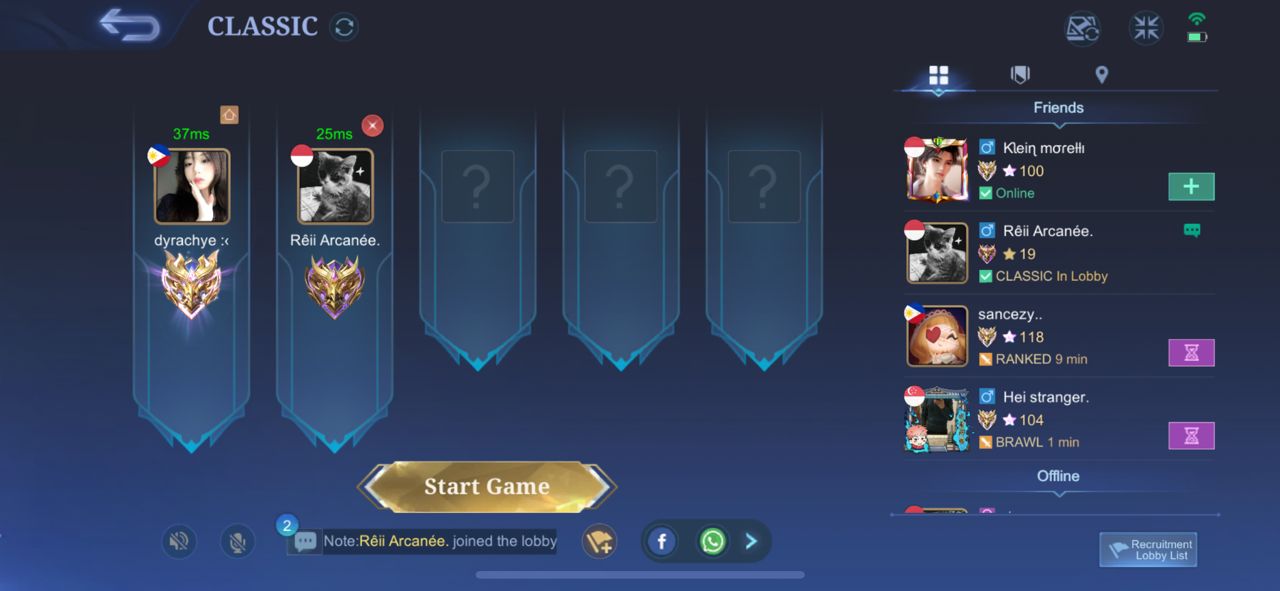 CLASSIC
37ms
dyrachye :‹
25ms
Rêii Arcanée.
?
?
?
Start Game
2
Note:Rêii Arcanée. joined the lobby
Friends
Kleiƞ mσrełłı
100
Online
Rêii Arcanée.
19
CLASSIC In Lobby
sancezy..
118
RANKED 9 min
Hei stranger.
104
BRAWL 1 min
Offline
Recruitment
Lobby List